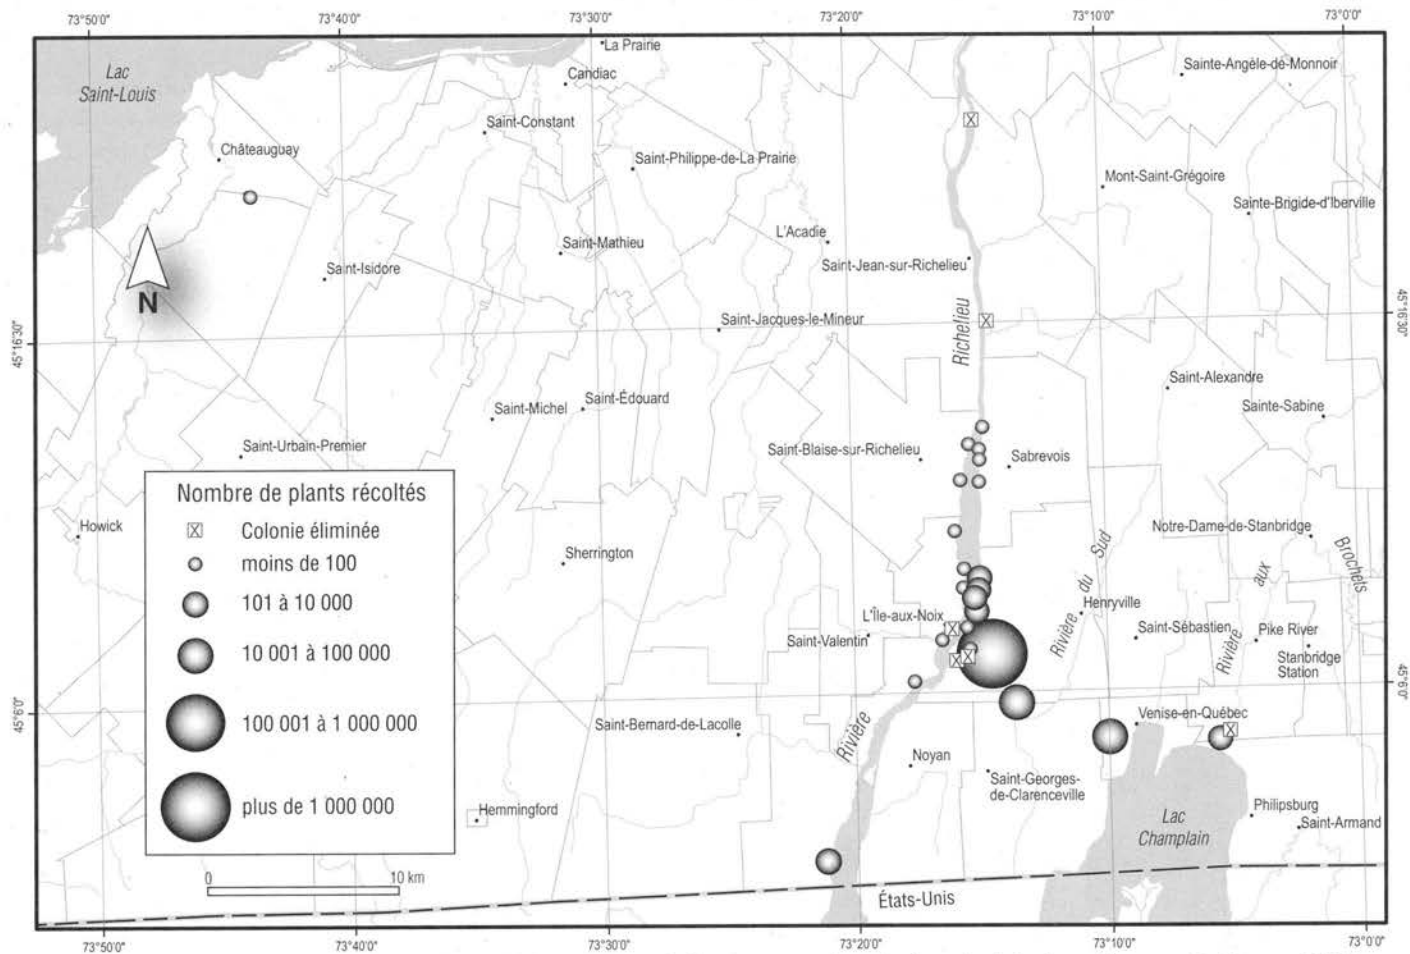 73°50'0"
73°40'0"
73°30'0"
73°20'0"
73°10'0"
73°0'0"
La Prairie
Lac
Saint-Louis
Candiac
Sainte-Angèle-de-Monnoir
Saint-Constant
Châteauguay
Saint-Philippe-de-La Prairie
Mont-Saint-Grégoire
Sainte-Brigide-d'Iberville
L'Acadie
Saint-Mathieu
Saint-Isidore
Saint-Jean-sur-Richelieu
N
Saint-Jacques-le-Mineur
Richelieu
45°16'30"
45°16'30"
Saint-Alexandre
Saint-Michel
Saint-Édouard
Sainte-Sabine
Saint-Urbain-Premier
Saint-Blaise-sur-Richelieu
Sabrevois
Nombre de plants récoltés
Colonie éliminée
moins de 100
101 à 10 000
10 001 à 100 000
100 001 à 1 000 000
plus de 1 000 000
Howick
Sherrington
Notre-Dame-de-Stanbridge
Rivière du Sud
Rivière aux Brochets
Henryville
L'Île-aux-Noix
Saint-Valentin
Saint-Sébastien
Pike River
Stanbridge
Station
45°6'0"
45°6'0"
Saint-Bernard-de-Lacolle
Rivière
Venise-en-Québec
Noyan
Saint-Georges-
de-Clarenceville
Hemmingford
Lac
Champlain
Philipsburg
Saint-Armand
0 10 km
États-Unis
73°50'0"
73°40'0"
73°30'0"
73°20'0"
73°10'0"
73°0'0"